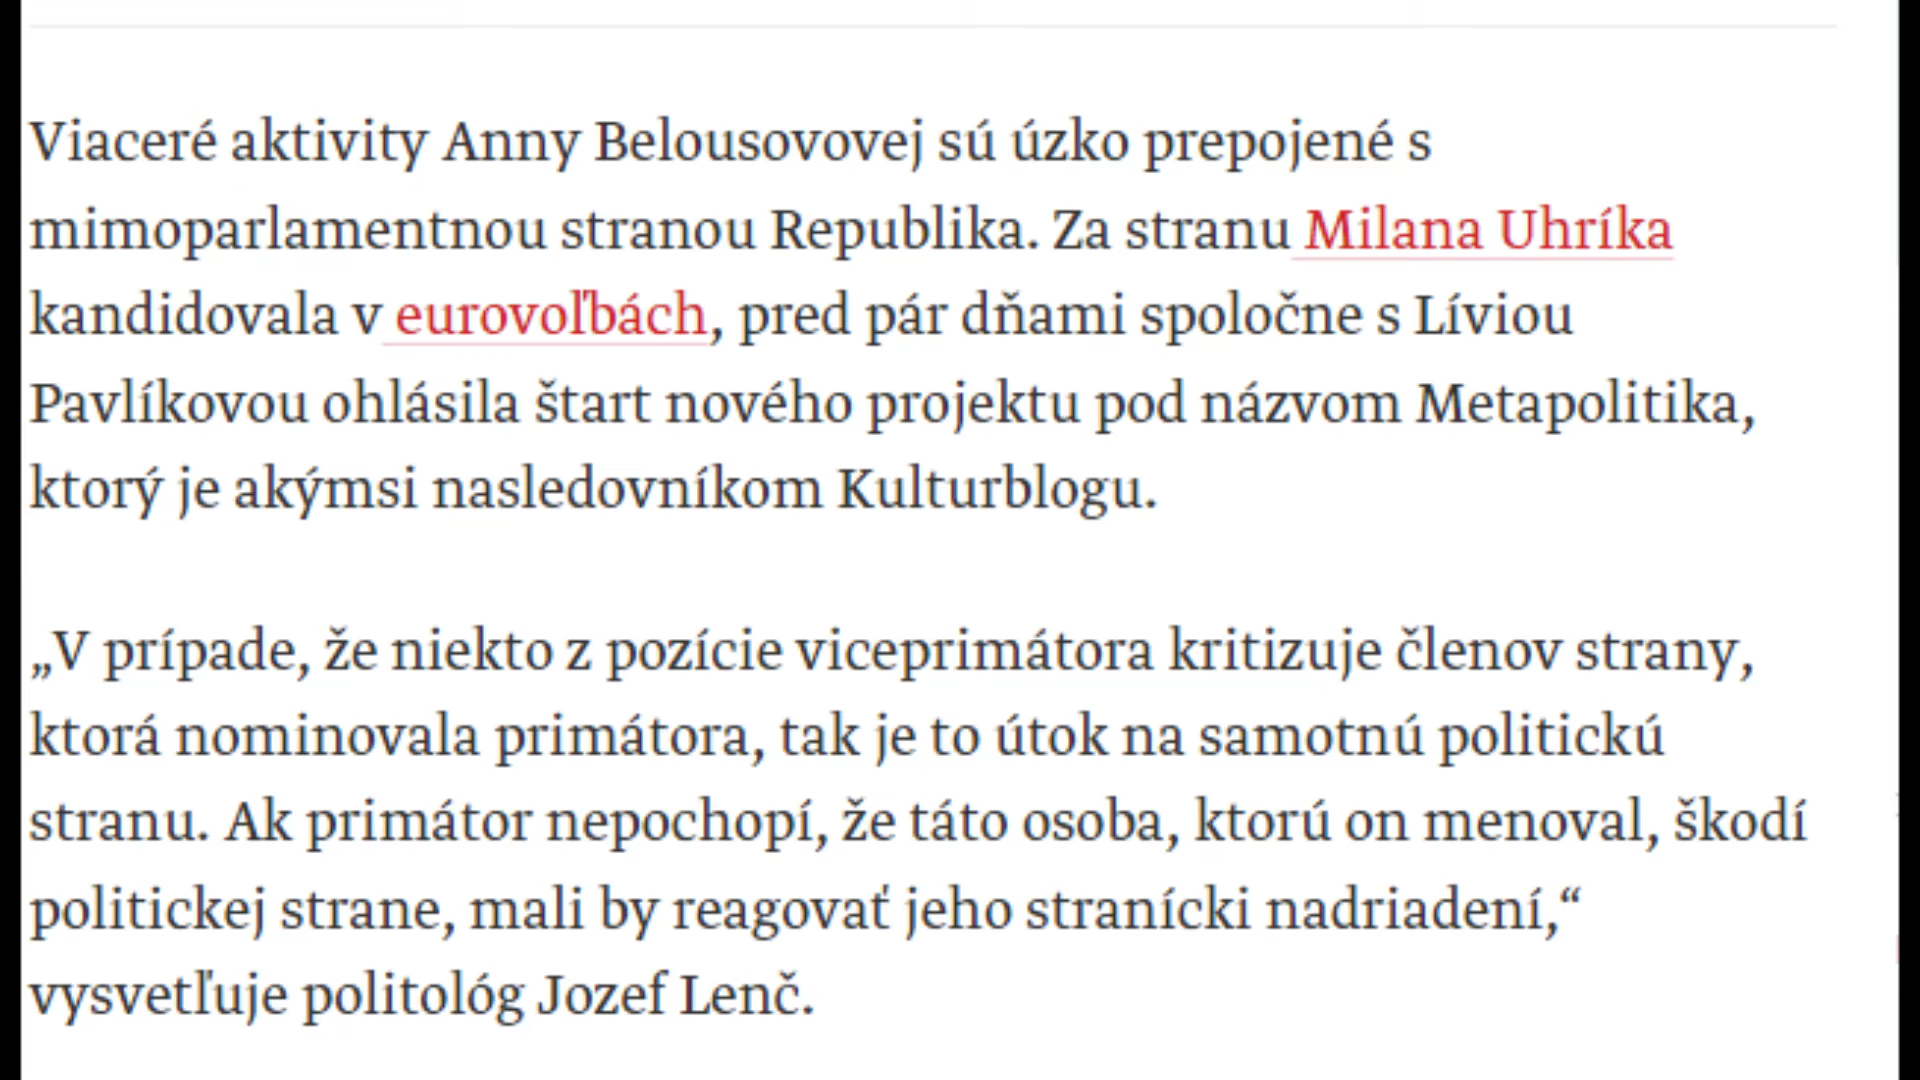 Viaceré aktivity Anny Belousovovej sú úzko prepojené s
mimoparlamentnou stranou Republika. Za stranu Milana Uhríka
kandidovala v eurovoľbách, pred pár dňami spoločne s Líviou
Pavlíkovou ohlásila štart nového projektu pod názvom Metapolitika,
ktorý je akýmsi nasledovníkom Kulturblogu.
„V prípade, že niekto z pozície viceprimátora kritizuje členov strany,
ktorá nominovala primátora, tak je to útok na samotnú politickú
stranu. Ak primátor nepochopí, že táto osoba, ktorú on menoval, škodí
politickej strane, mali by reagovať jeho stranícki nadriadení,“
vysvetľuje politológ Jozef Lenč.